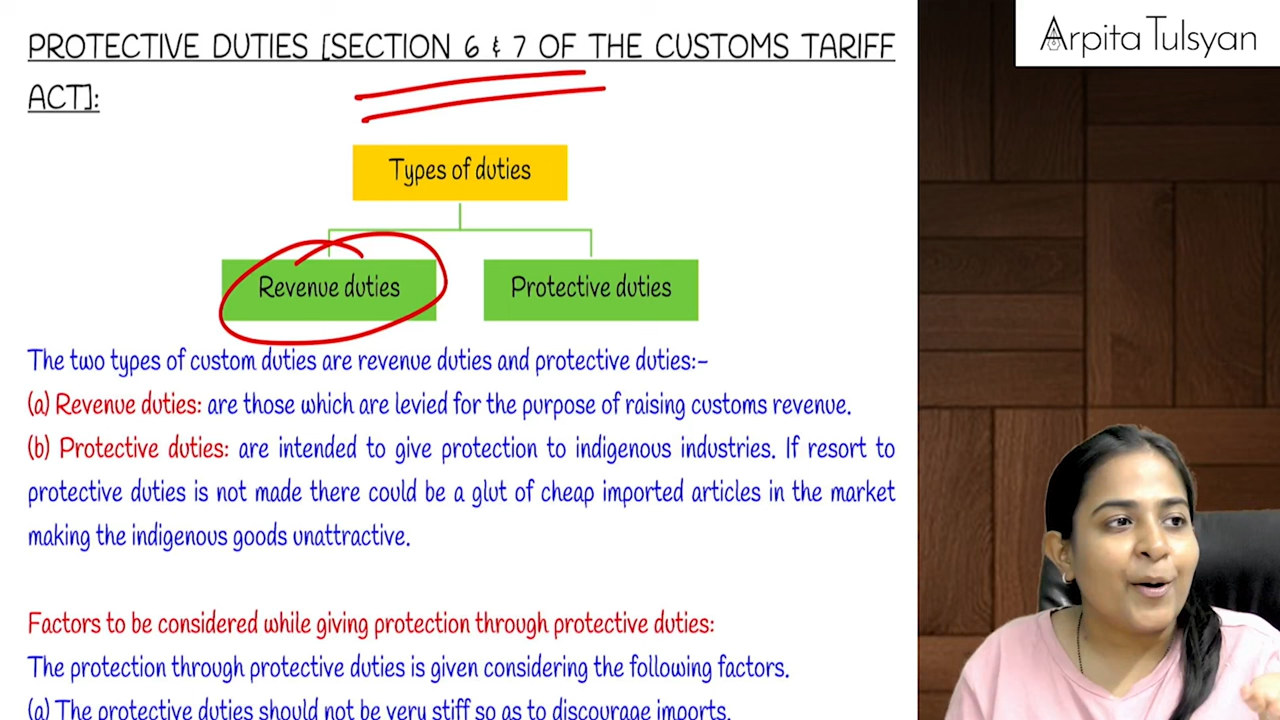 PROTECTIVE DUTIES [SECTION 6 & 7 OF THE CUSTOMS TARIFF
ACT]:
Arpita Tulsyan
Types of duties
Revenue duties
Protective duties
The two types of custom duties are revenue duties and protective duties:-
(a) Revenue duties: are those which are levied for the purpose of raising customs revenue.
(b) Protective duties: are intended to give protection to indigenous industries. If resort to
protective duties is not made there could be a glut of cheap imported articles in the market
making the indigenous goods unattractive.
Factors to be considered while giving protection through protective duties:
The protection through protective duties is given considering the following factors.
(a) The protective duties should not be very stiff so as to discourage imports.